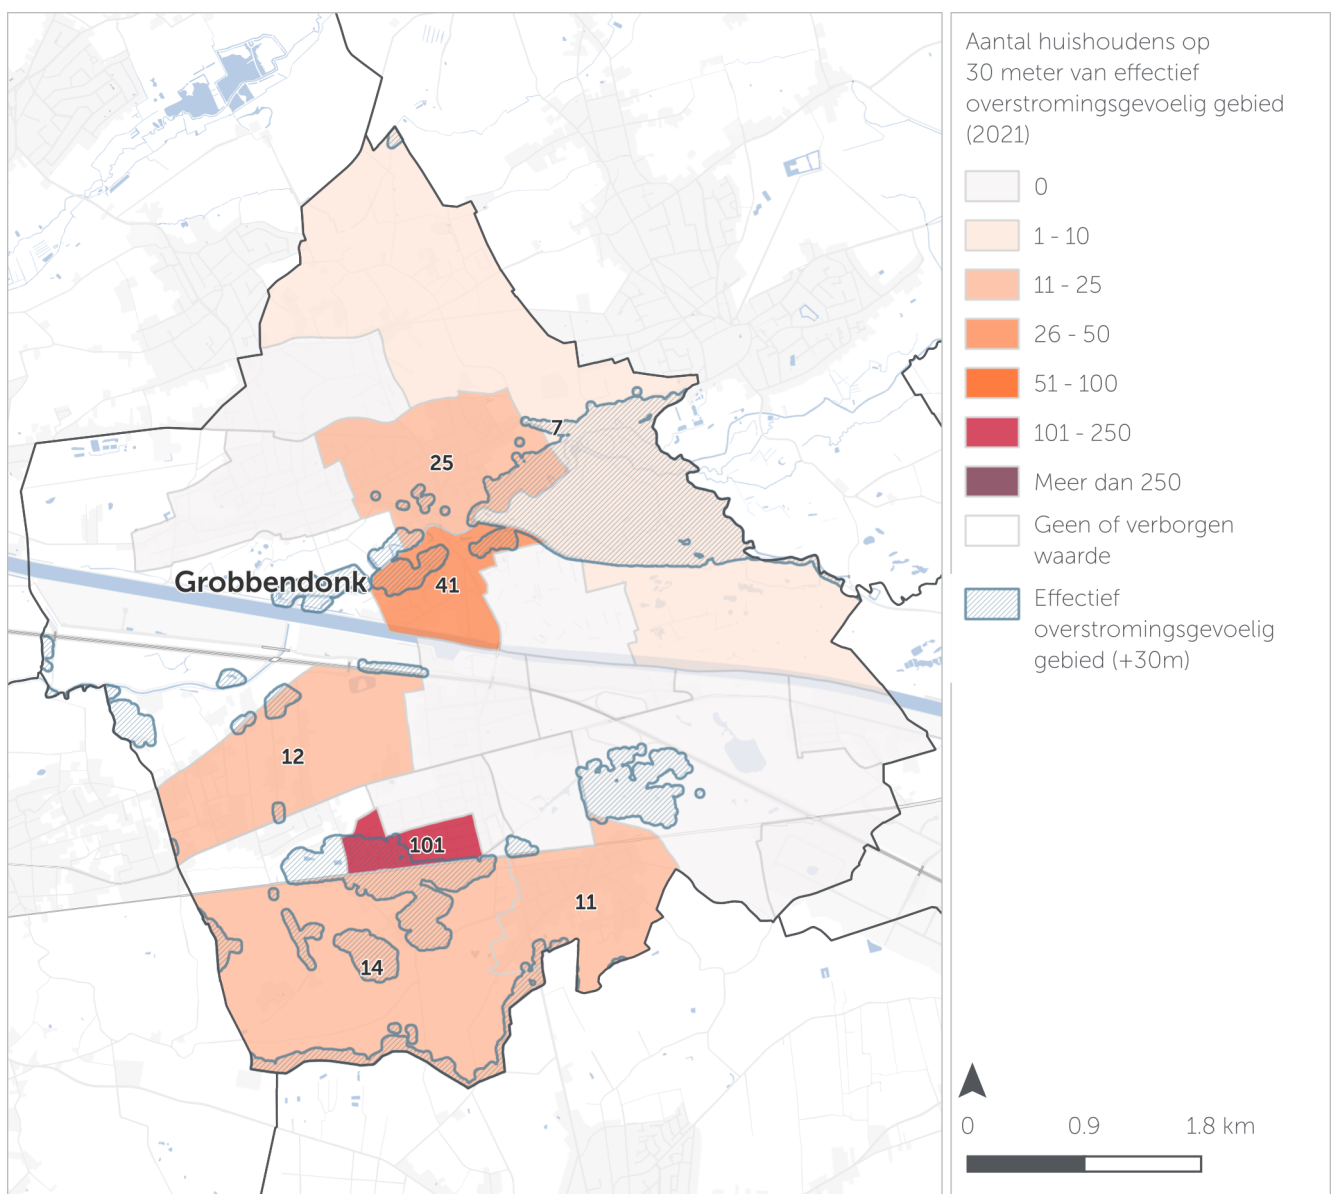 Aantal huishoudens op
30 meter van effectief
overstromingsgevoelig gebied
(2021)
0
1 - 10
11 - 25
26 - 50
51 - 100
101 - 250
Meer dan 250
Geen of verborgen
waarde
Effectief
overstromingsgevoelig
gebied (+30m)
7
25
Grobbendonk
41
12
101
11
14
0 0.9 1.8 km